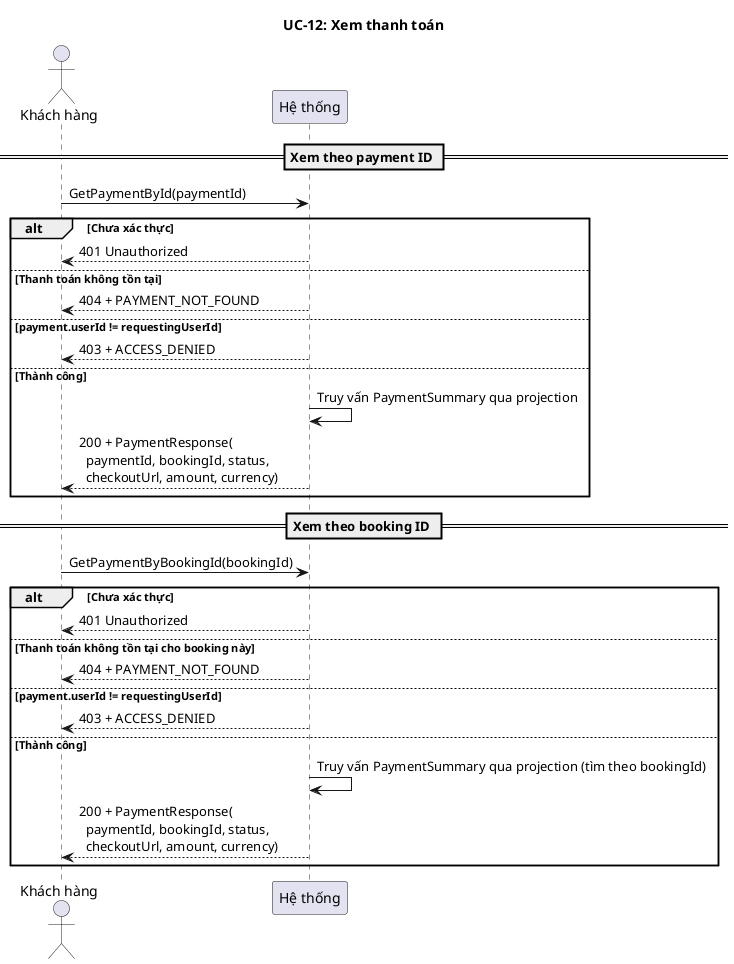 UC-12: Xem thanh toán
Khách hàng
Hệ thống
Xem theo payment ID
GetPaymentById(paymentId)
alt [Chưa xác thực]
401 Unauthorized
[Thanh toán không tồn tại]
404 + PAYMENT_NOT_FOUND
[payment.userId != requestingUserId]
403 + ACCESS_DENIED
[Thành công]
Truy vấn PaymentSummary qua projection
200 + PaymentResponse(
paymentId, bookingId, status,
checkoutUrl, amount, currency)
Xem theo booking ID
GetPaymentByBookingId(bookingId)
alt [Chưa xác thực]
401 Unauthorized
[Thanh toán không tồn tại cho booking này]
404 + PAYMENT_NOT_FOUND
[payment.userId != requestingUserId]
403 + ACCESS_DENIED
[Thành công]
Truy vấn PaymentSummary qua projection (tìm theo bookingId)
200 + PaymentResponse(
paymentId, bookingId, status,
checkoutUrl, amount, currency)
Khách hàng
Hệ thống